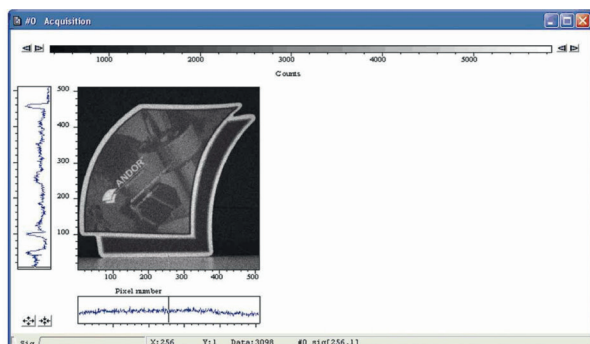 #0 Acquisition
1000 2000 3000 4000 5000
Counts
500
400
300
200
100
ANDOR
100 200 300 400 500
Pixel number
Sig X:256 Y:1 Data:3098 #0 sig[256,1]